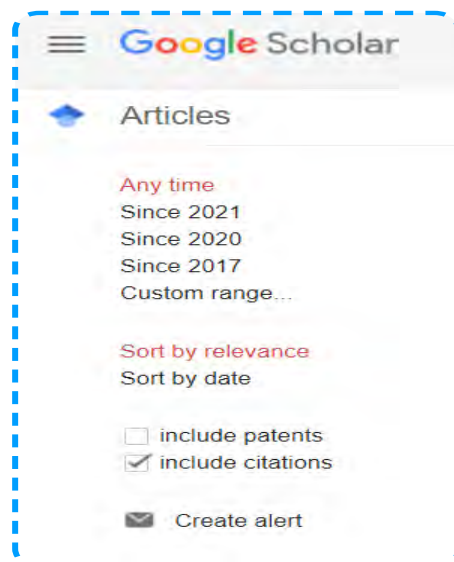 Google Scholar
Articles
Any time
Since 2021
Since 2020
Since 2017
Custom range...
Sort by relevance
Sort by date
include patents
include citations
Create alert